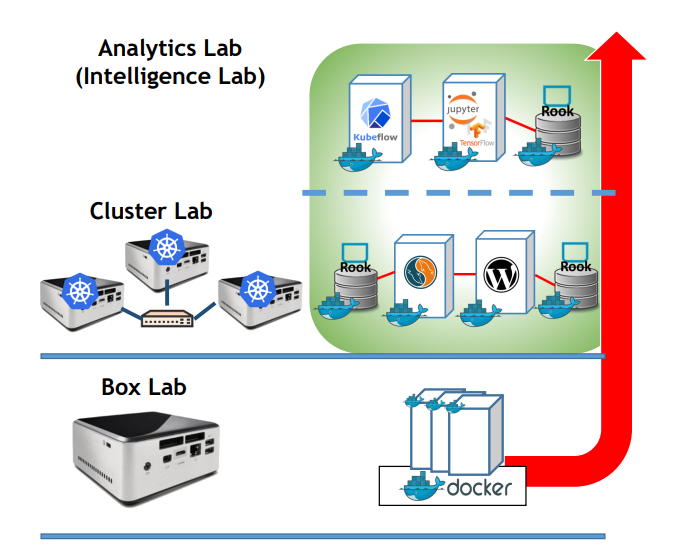 Analytics Lab
(Intelligence Lab)
Kubeflow
jupyter
TensorFlow
Rook
Cluster Lab
Rook
Rook
Box Lab
docker